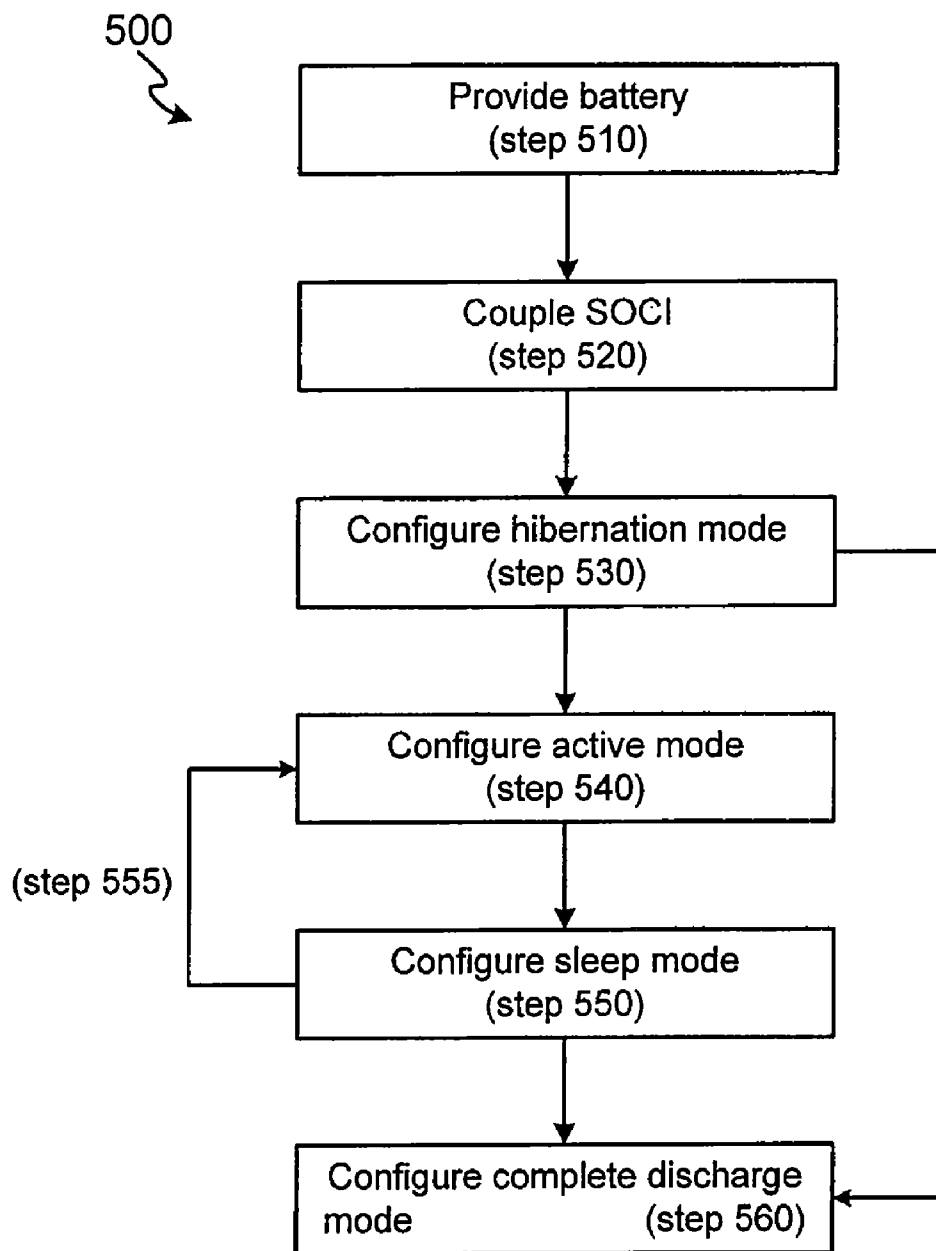 500
Provide battery
(step 510)
Couple SOCI
(step 520)
Configure hibernation mode
(step 530)
Configure active mode
(step 540)
(step 555)
Configure sleep mode
(step 550)
Configure complete discharge
mode (step 560)